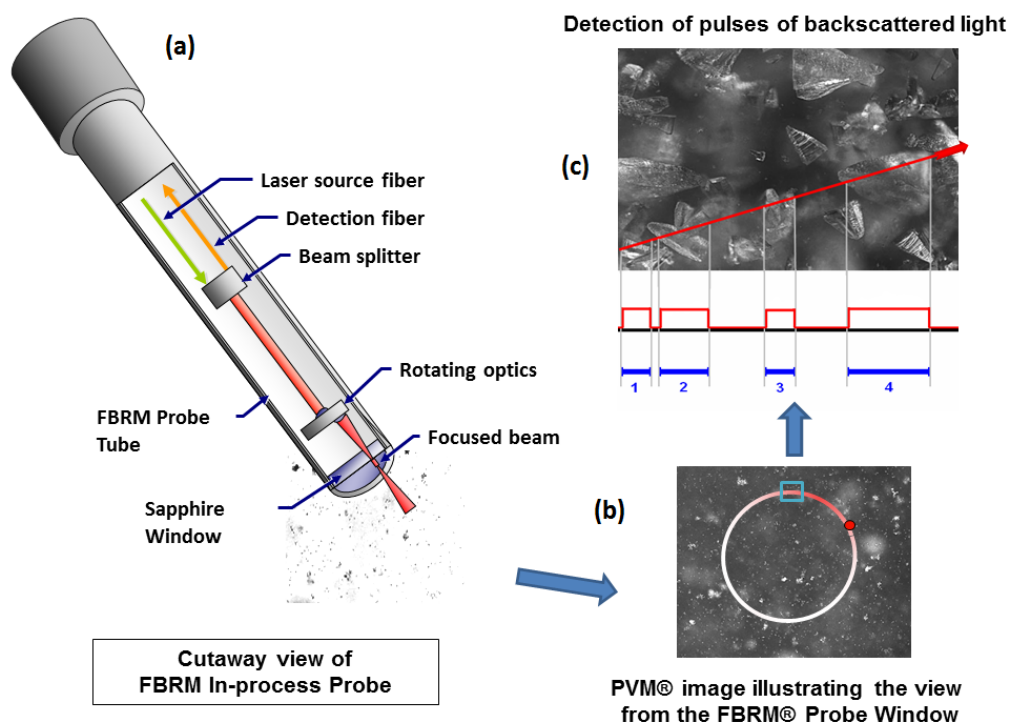 (a)
Laser source fiber
Detection fiber
Beam splitter
Rotating optics
FBRM Probe
Tube
Focused beam
Sapphire
Window
Cutaway view of
FBRM In-process Probe
Detection of pulses of backscattered light
(c)
1 2 3 4
(b)
PVM® image illustrating the view
from the FBRM® Probe Window